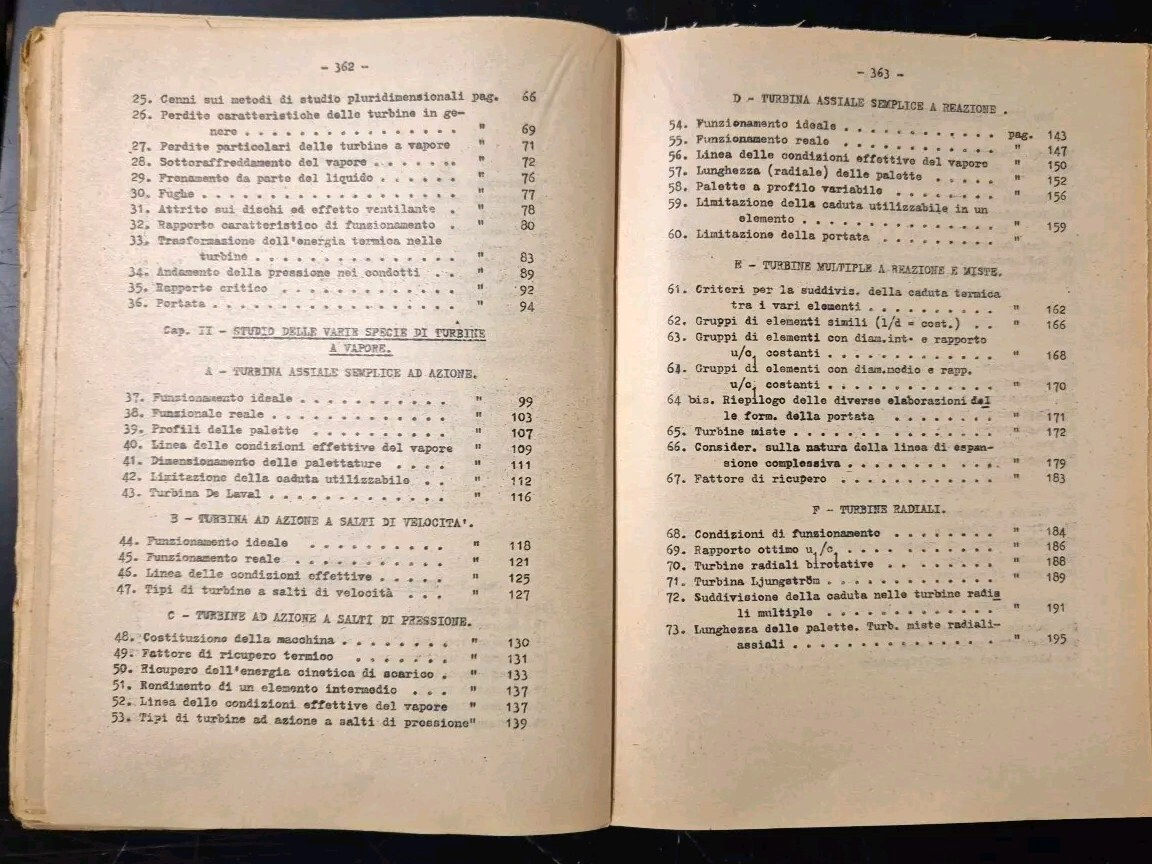 - 362 -
25. Cenni sui metodi di studio pluridimensionali pag. 66
26. Perdite caratteristiche delle turbine in ge-
nere . . . . . . . . . . . . . . . " 69
27. Perdite particolari delle turbine a vapore " 71
28. Sottoraffreddamento del vapore . . . . . . " 72
29. Frenamento da parte del liquido . . . . . . " 76
30. Fughe . . . . . . . . . . . . . . . . . . " 77
31. Attrito sui dischi ed effetto ventilante . " 78
32. Rapporto caratteristico di funzionamento . " 80
33. Trasformazione dell'energia termica nelle
turbine . . . . . . . . . . . . . . " 83
34. Andamento della pressione nei condotti . . " 89
35. Rapporto critico . . . . . . . . . . . . . " 92
36. Portata . . . . . . . . . . . . . . . . . " 94
Cap. II - STUDIO DELLE VARIE SPECIE DI TURBINE
A VAPORE.
A - TURBINA ASSIALE SEMPLICE AD AZIONE.
37. Funzionamento ideale . . . . . . . . . . . " 99
38. Funzionale reale . . . . . . . . . . . . . " 103
39. Profili delle palette . . . . . . . . . . " 107
40. Linea delle condizioni effettive del vapore " 109
41. Dimensionamento delle palettature . . . . " 111
42. Limitazione della caduta utilizzabile . . " 112
43. Turbina De Laval . . . . . . . . . . . . . " 116
B - TURBINA AD AZIONE A SALTI DI VELOCITA'.
44. Funzionamento ideale . . . . . . . . . . " 118
45. Funzionamento reale . . . . . . . . . . . " 121
46. Linea delle condizioni effettive . . . . . " 125
47. Tipi di turbine a salti di velocità . . . " 127
C - TURBINE AD AZIONE A SALTI DI PRESSIONE.
48. Costituzione della macchina . . . . . . . " 130
49. Fattore di ricupero termico . . . . . . . " 131
50. Ricupero dell'energia cinetica di scarico . " 133
51. Rendimento di un elemento intermedio . . . " 137
52. Linea delle condizioni effettive del vapore " 137
53. Tipi di turbine ad azione a salti di pressione" 139
- 363 -
D - TURBINA ASSIALE SEMPLICE A REAZIONE .
54. Funzionamento ideale . . . . . . . . . . . . pag. 143
55. Funzionamento reale . . . . . . . . . . . . " 147
56. Linea delle condizioni effettive del vapore " 150
57. Lunghezza (radiale) delle palette . . . . . " 152
58. Palette a profilo variabile . . . . . . . . " 156
59. Limitazione della caduta utilizzabile in un
elemento . . . . . . . . . . . . . . " 159
60. Limitazione della portata . . . . . . . . "
E - TURBINE MULTIPLE A REAZIONE E MISTE.
61. Criteri per la suddivis. della caduta termica
tra i vari elementi . . . . . . . . . . " 162
62. Gruppi di elementi simili (l/d = cost.) . . " 166
63. Gruppi di elementi con diam.int. e rapporto
u/c1 costanti . . . . . . . . . . . . . " 168
64. Gruppi di elementi con diam.medio e rapp.
u/c1 costanti . . . . . . . . . . . . . " 170
64 bis. Riepilogo delle diverse elaborazioni del
le form. della portata . . . . . . . . " 171
65. Turbine miste . . . . . . . . . . . . . . . " 172
66. Consider. sulla natura della linea di espan-
sione complessiva . . . . . . . . . . . " 179
67. Fattore di ricupero . . . . . . . . . . . . " 183
F - TURBINE RADIALI.
68. Condizioni di funzionamento . . . . . . . . " 184
69. Rapporto ottimo u1/c1 . . . . . . . . . . . " 186
70. Turbine radiali birotative . . . . . . . . " 188
71. Turbina Ljungström . . . . . . . . . . . . . " 189
72. Suddivisione della caduta nelle turbine radia
li multiple . . . . . . . . . . . . . " 191
73. Lunghezza delle palette. Turb. miste radiali-
assiali . . . . . . . . . . . . . . . . " 195